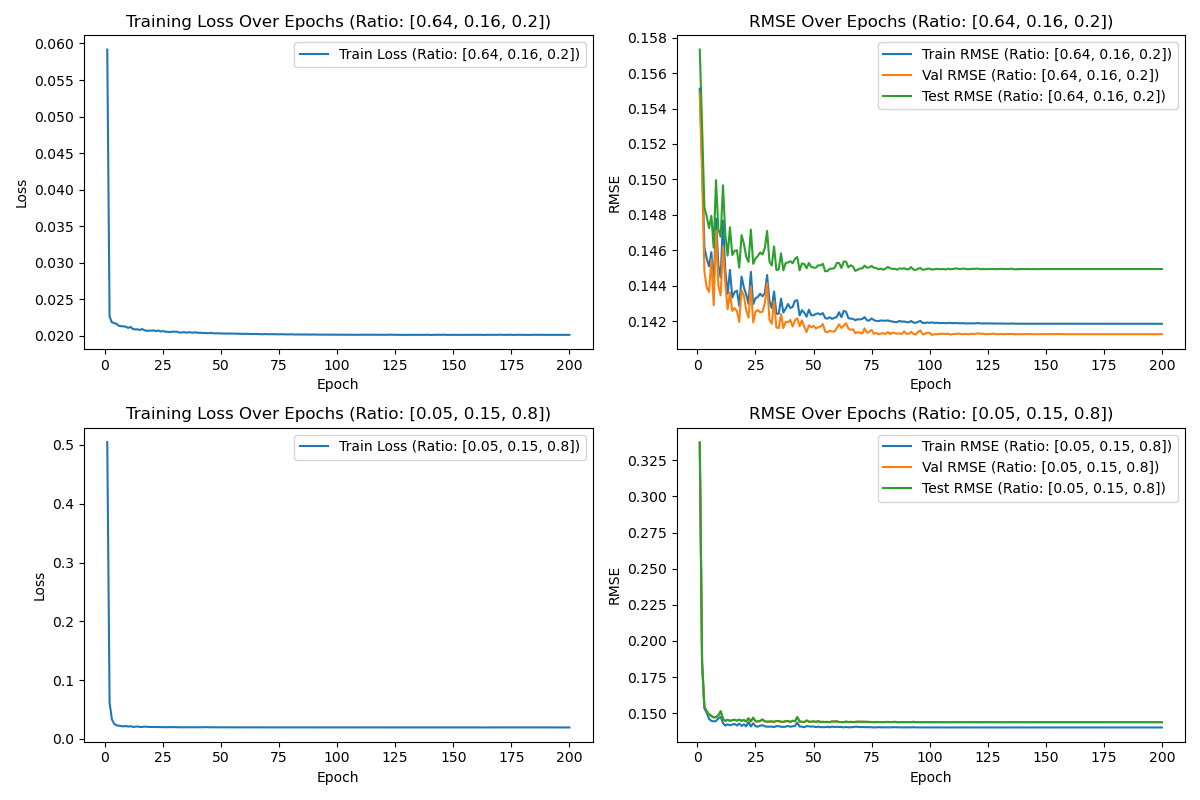 Training Loss Over Epochs (Ratio: [0.64, 0.16, 0.2])
Train Loss (Ratio: [0.64, 0.16, 0.2])
0.060
0.055
0.050
0.045
0.040
0.035
0.030
0.025
0.020
Loss
0 25 50 75 100 125 150 175 200
Epoch
RMSE Over Epochs (Ratio: [0.64, 0.16, 0.2])
Train RMSE (Ratio: [0.64, 0.16, 0.2])
Val RMSE (Ratio: [0.64, 0.16, 0.2])
Test RMSE (Ratio: [0.64, 0.16, 0.2])
0.158
0.156
0.154
0.152
0.150
0.148
0.146
0.144
0.142
RMSE
0 25 50 75 100 125 150 175 200
Epoch
Training Loss Over Epochs (Ratio: [0.05, 0.15, 0.8])
Train Loss (Ratio: [0.05, 0.15, 0.8])
0.5
0.4
0.3
0.2
0.1
0.0
Loss
0 25 50 75 100 125 150 175 200
Epoch
RMSE Over Epochs (Ratio: [0.05, 0.15, 0.8])
Train RMSE (Ratio: [0.05, 0.15, 0.8])
Val RMSE (Ratio: [0.05, 0.15, 0.8])
Test RMSE (Ratio: [0.05, 0.15, 0.8])
0.325
0.300
0.275
0.250
0.225
0.200
0.175
0.150
RMSE
0 25 50 75 100 125 150 175 200
Epoch